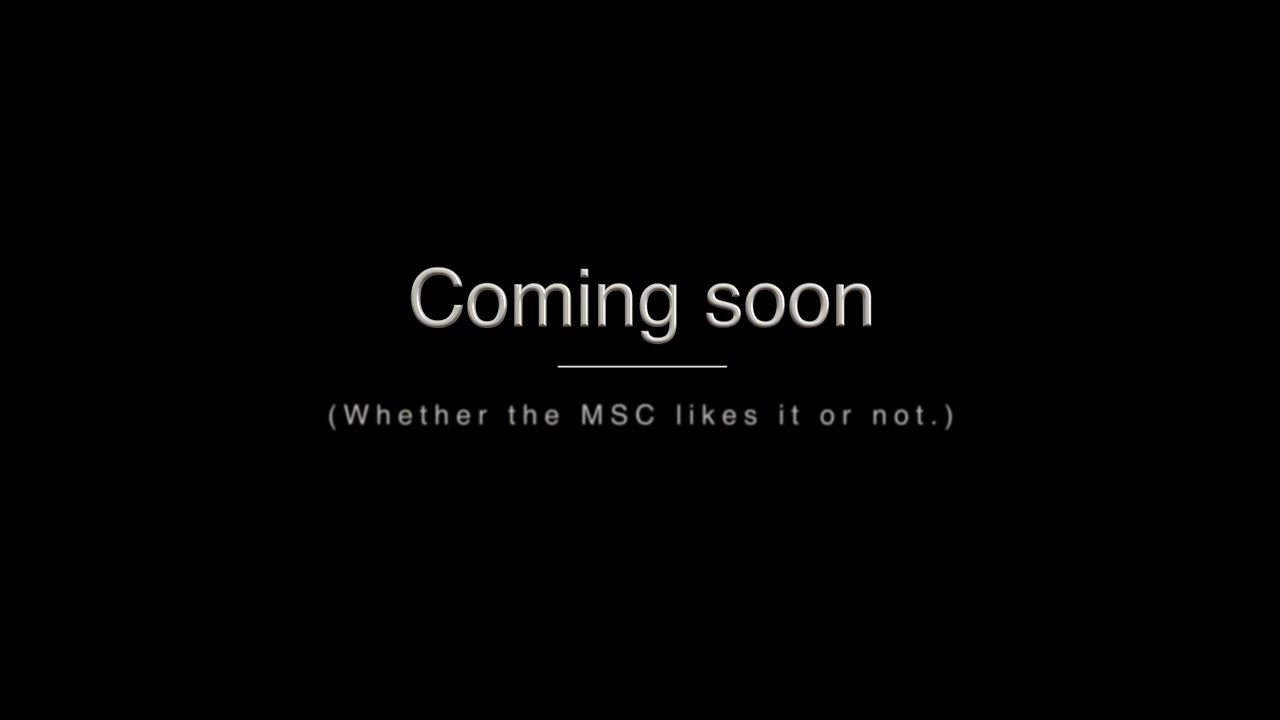 Coming soon
(Whether the MSC likes it or not.)